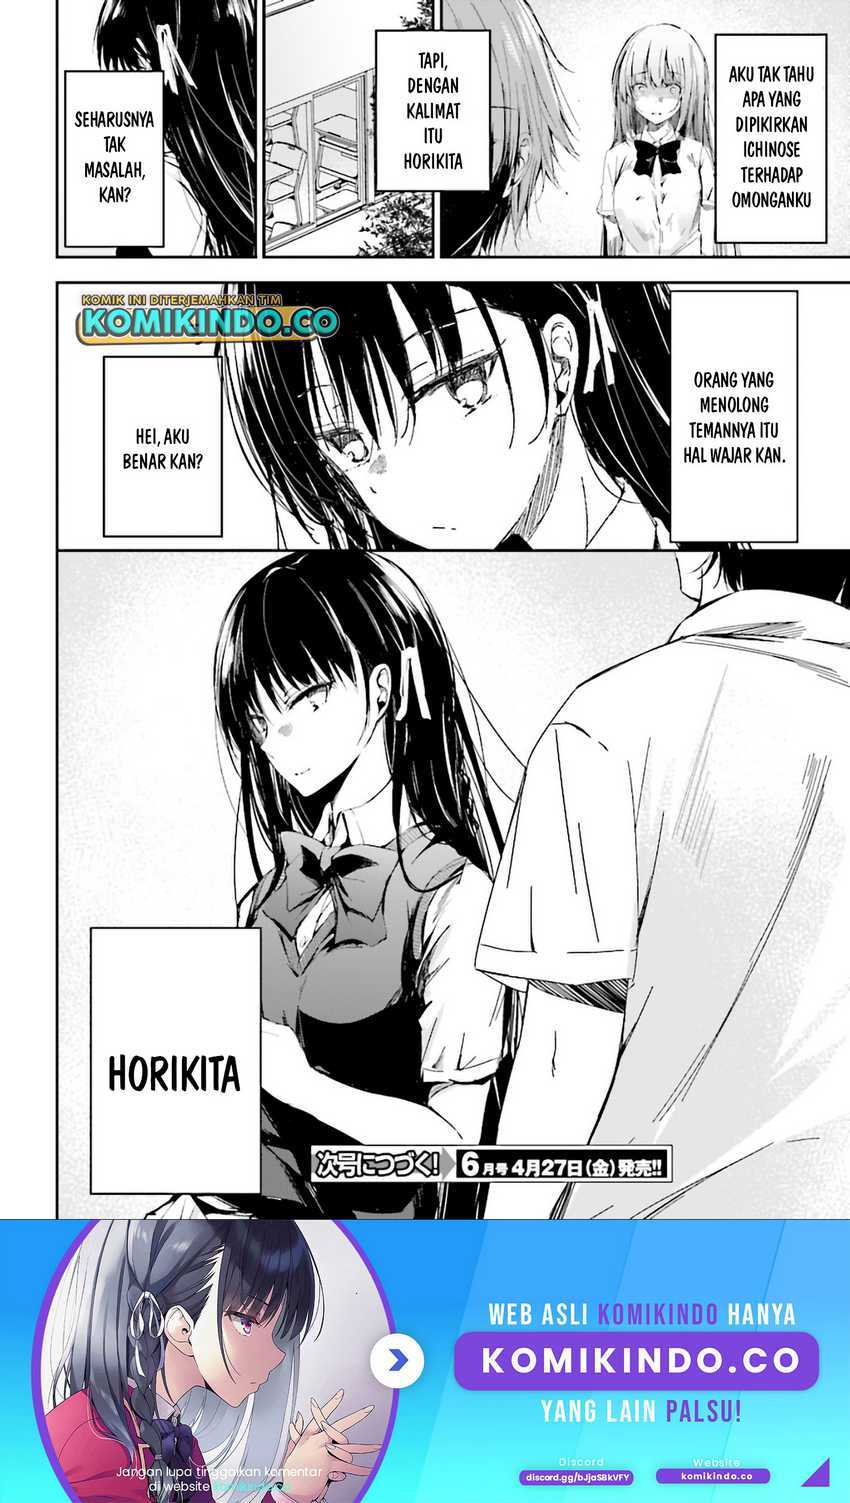 AKU TAK TAHU
APA YANG
DIPIKIRKAN
ICHINOSE
TERHADAP
OMONGANKU
TAPI,
DENGAN
KALIMAT
ITU
HORIKITA
SEHARUSNYA
TAK
MASALAH,
KAN?
KOMIK INI DITERJEMAHKAN TIM
KOMIKINDO.CO
ORANG YANG
MENOLONG
TEMANNYA ITU
HAL WAJAR KAN.
HEI, AKU
BENAR KAN?
HORIKITA
次号につづく! 6月号 4月27日(金)発売!!
WEB ASLI KOMIKINDO HANYA
KOMIKINDO.CO
YANG LAIN PALSU!
Jangan lupa tinggalkan komentar
di website komikindo.co
Discord
discord.gg/bJjaSBkVFY
Website
komikindo.co